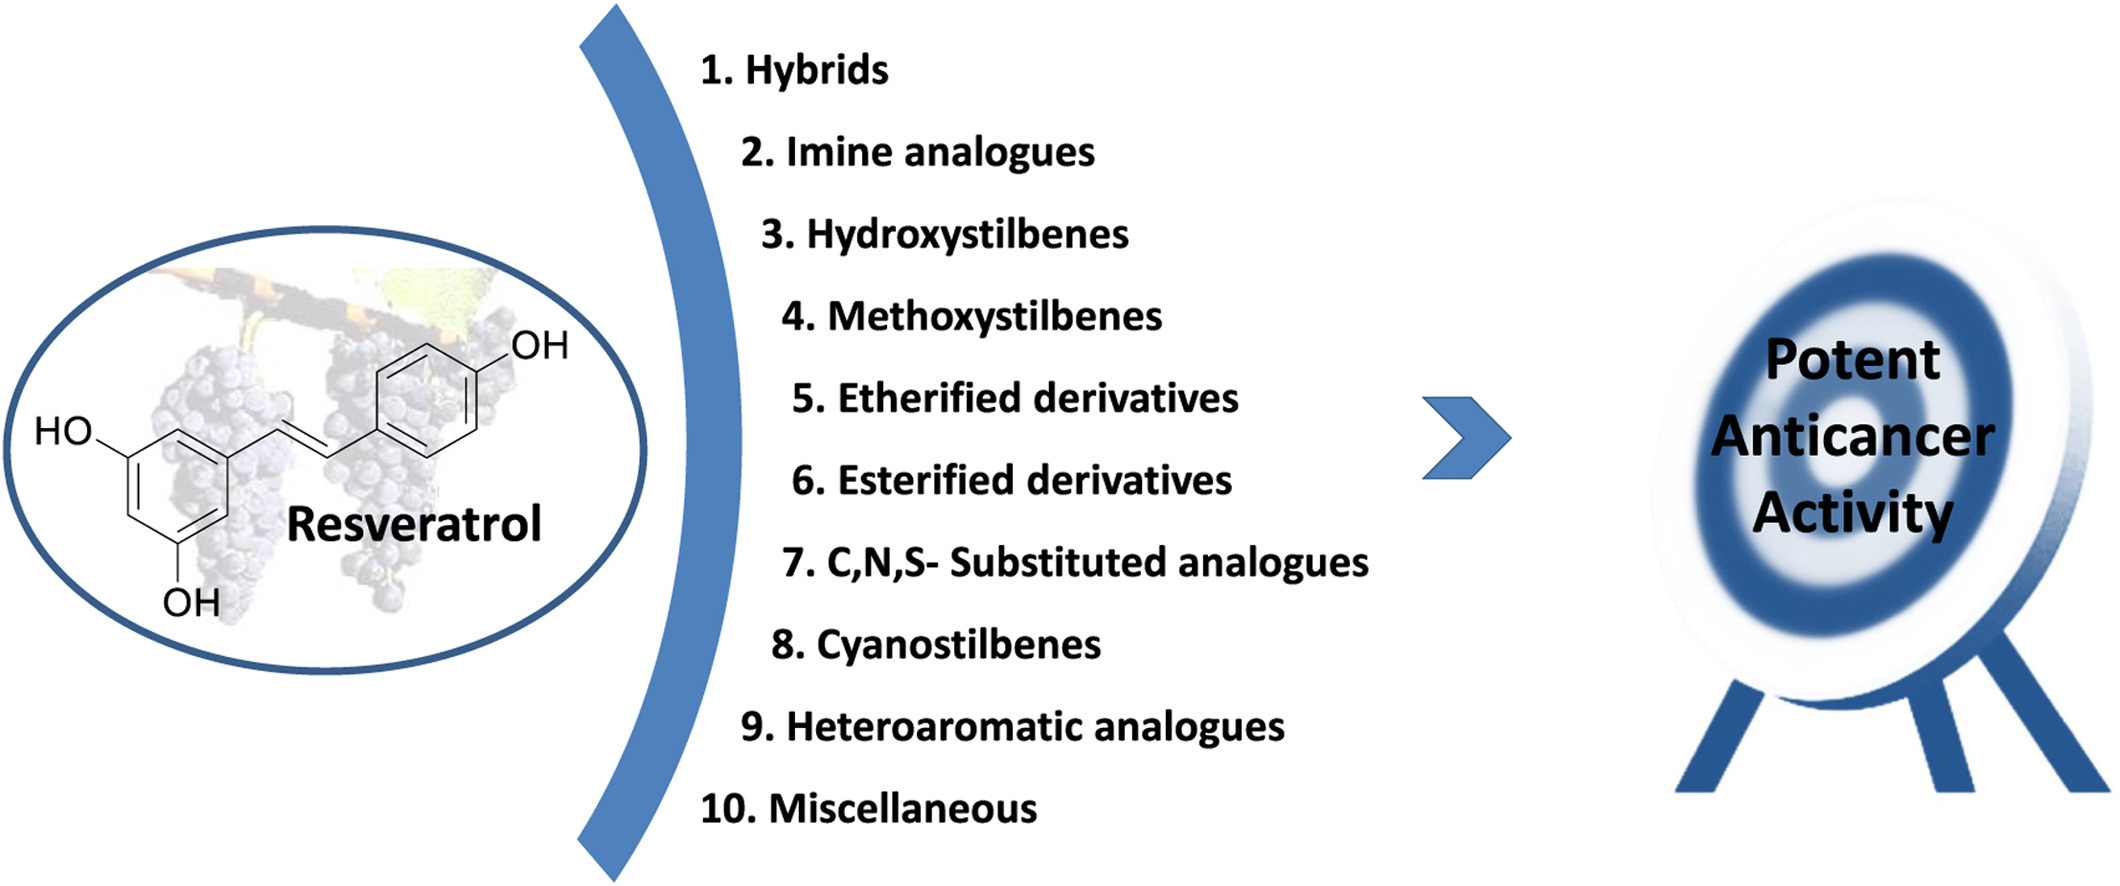 OH
HO
Resveratrol
OH
1. Hybrids
2. Imine analogues
3. Hydroxystilbenes
4. Methoxystilbenes
5. Etherified derivatives
6. Esterified derivatives
7. C,N,S- Substituted analogues
8. Cyanostilbenes
9. Heteroaromatic analogues
10. Miscellaneous
Potent
Anticancer
Activity